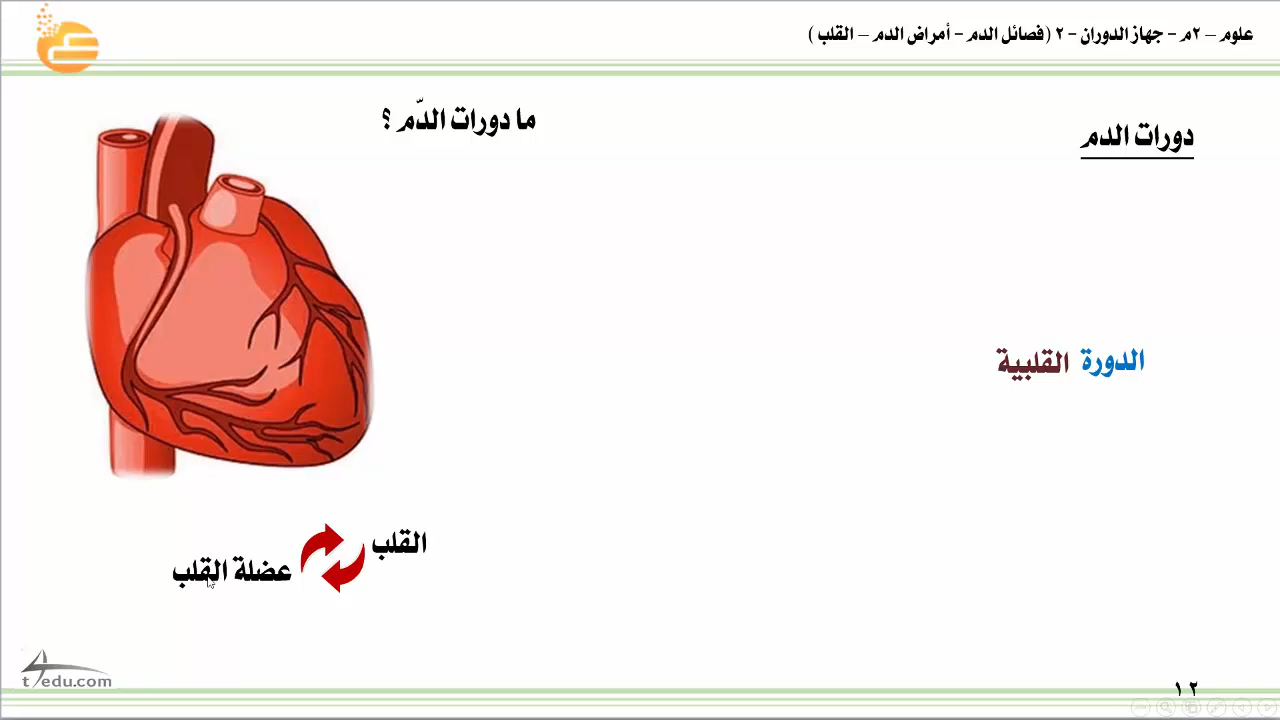 علوم – ٢م – جهاز الدوران – ٢ (فصائل الدم – أمراض الدم – القلب )
دورات الدم
ما دورات الدّم ؟
الدورة القلبية
القلب
عضلة القلب
t4edu.com
١٢